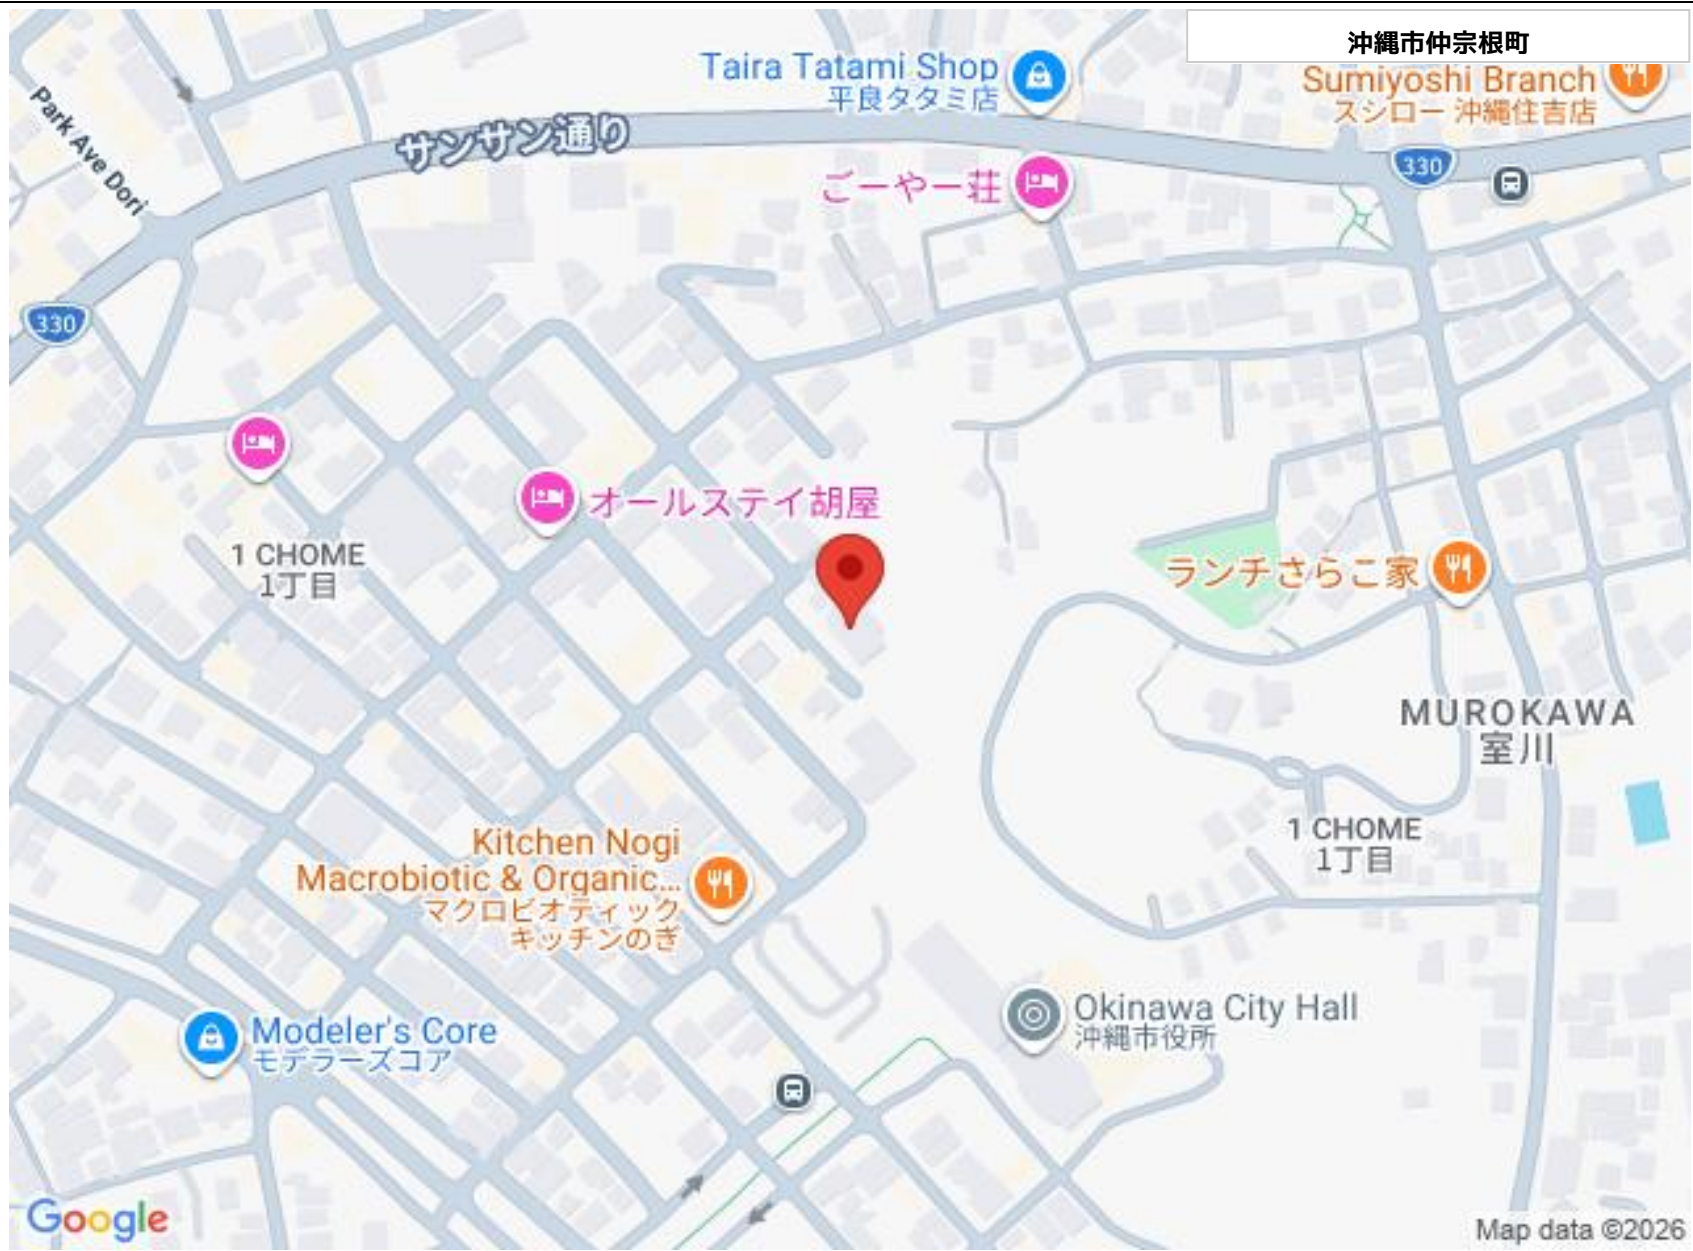 沖縄市仲宗根町
Taira Tatami Shop
平良タタミ店
Sumiyoshi Branch
スシロー 沖縄住吉店
Park Ave Dori
サンサン通り
330
ごーやー荘
330
オールステイ胡屋
1 CHOME
1丁目
ランチさらこ家
MUROKAWA
室川
1 CHOME
1丁目
Kitchen Nogi
Macrobiotic & Organic...
マクロビオティック
キッチンのぎ
Okinawa City Hall
沖縄市役所
Modeler's Core
モデラーズコア
Google
Map data ©2026